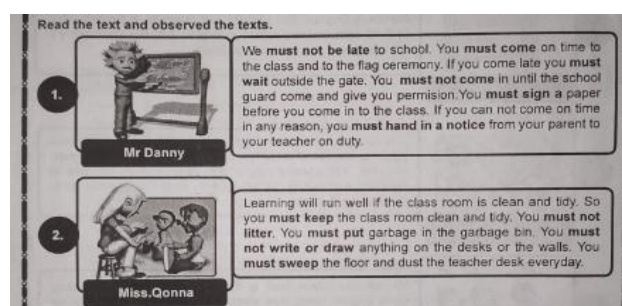 Read the text and observed the texts.
1.
Mr Danny
We must not be late to school. You must come on time to
the class and to the flag ceremony. If you come late you must
wait outside the gate. You must not come in until the school
guard come and give you permision.You must sign a paper
before you come in to the class. If you can not come on time
in any reason, you must hand in a notice from your parent to
your teacher on duty.
2.
Miss.Qonna
Learning will run well if the class room is clean and tidy. So
you must keep the class room clean and tidy. You must not
litter. You must put garbage in the garbage bin. You must
not write or draw anything on the desks or the walls. You
must sweep the floor and dust the teacher desk everyday.